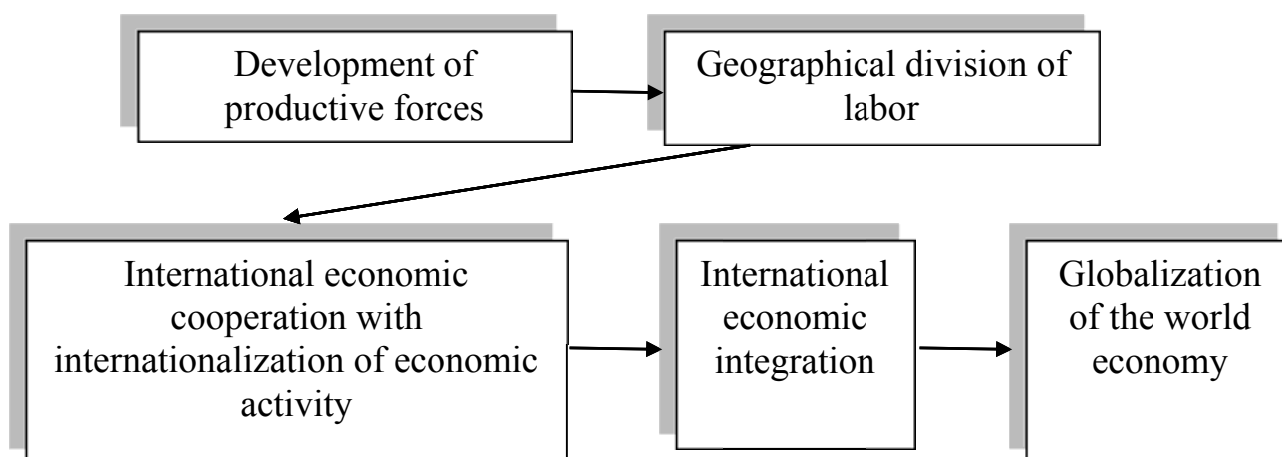 Development of
productive forces
Geographical division of
labor
International economic
cooperation with
internationalization of economic
activity
International
economic
integration
Globalization
of the world
economy